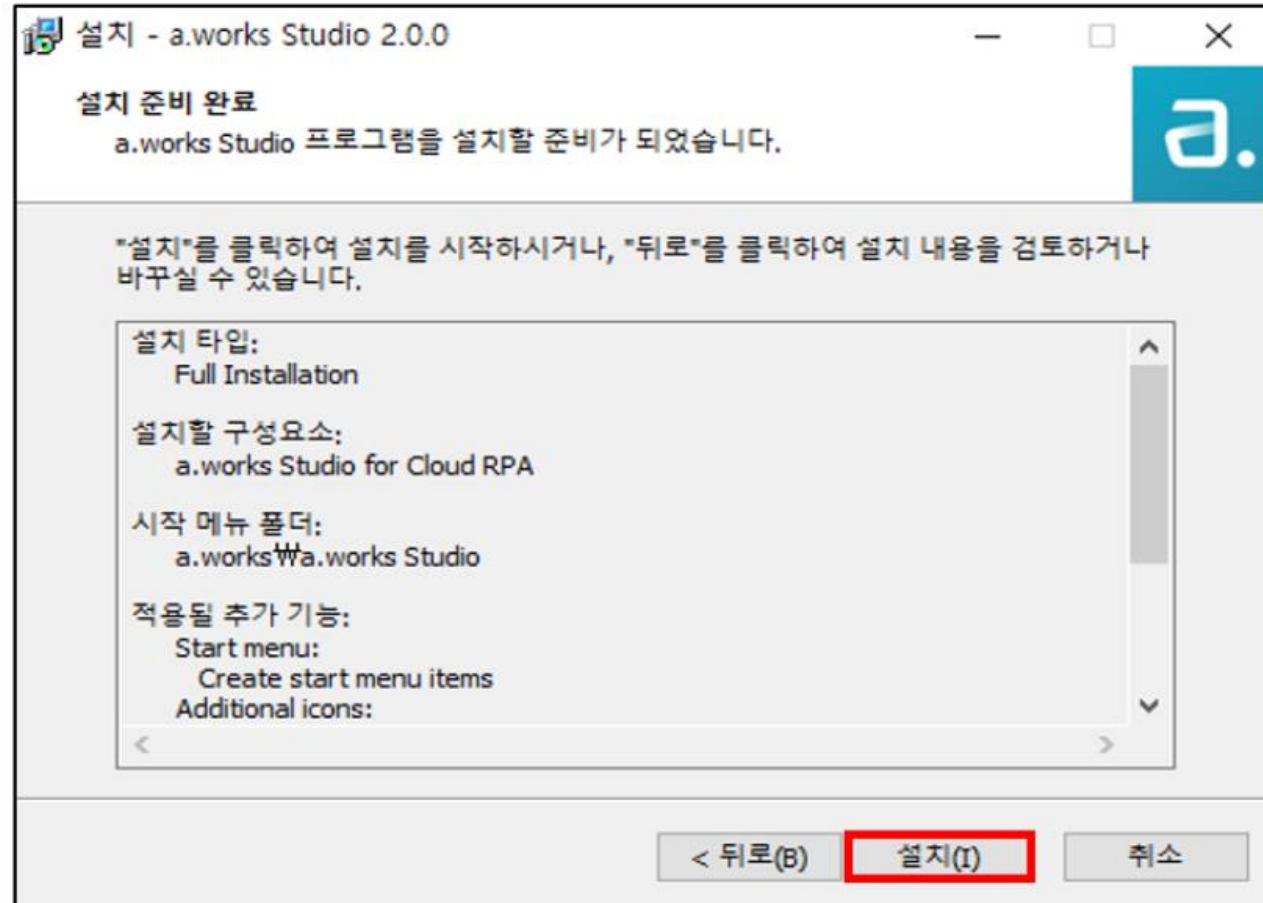 설치 - a.works Studio 2.0.0
설치 준비 완료
a.works Studio 프로그램을 설치할 준비가 되었습니다.
a.
"설치"를 클릭하여 설치를 시작하시거나, "뒤로"를 클릭하여 설치 내용을 검토하거나
바꾸실 수 있습니다.
설치 타입:
Full Installation
설치할 구성요소:
a.works Studio for Cloud RPA
시작 메뉴 폴더:
a.works₩a.works Studio
적용될 추가 기능:
Start menu:
Create start menu items
Additional icons:
< 뒤로(B) 설치(I) 취소